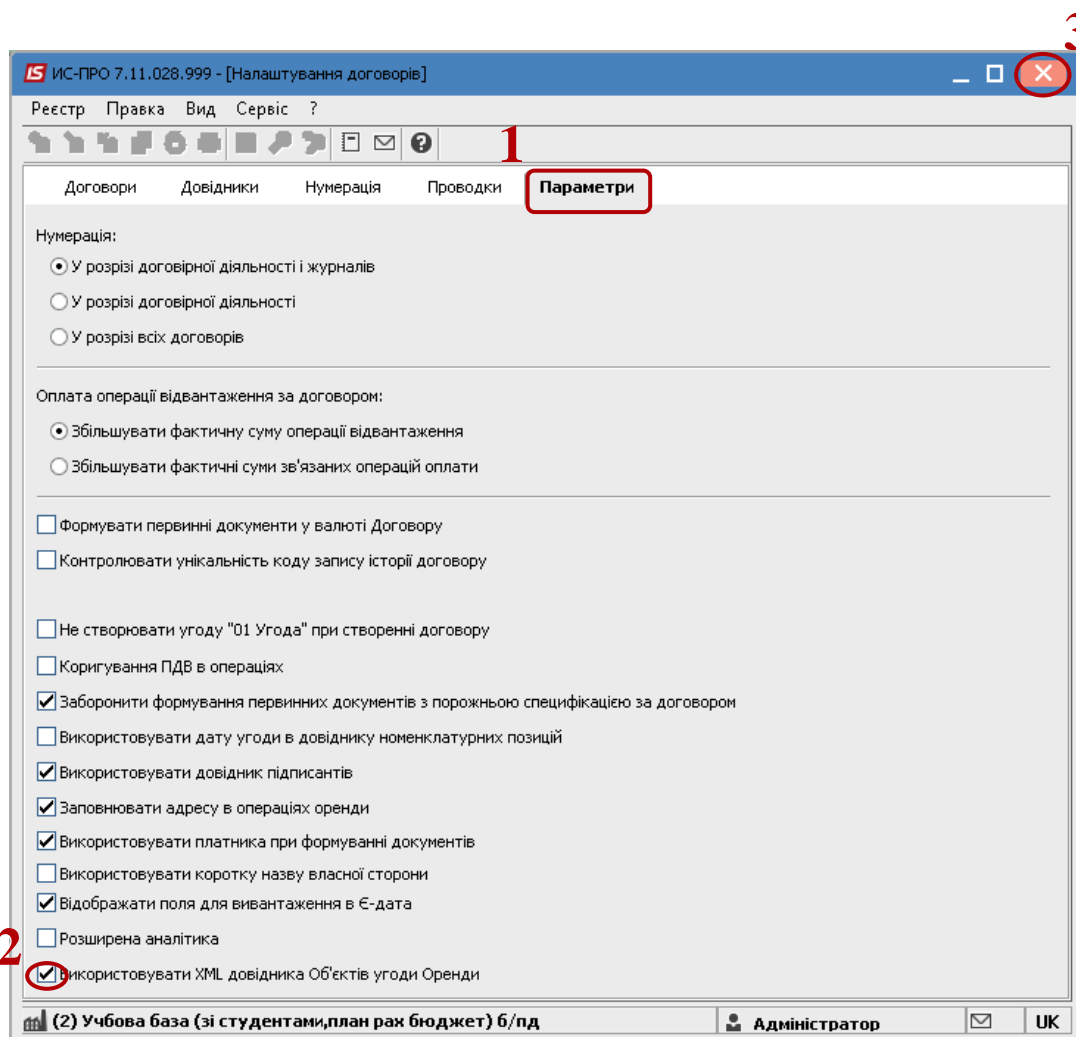 3
ИС-ПРО 7.11.028.999 - [Налаштування договорів]
Реєстр Правка Вид Сервіс ?
1
Договори Довідники Нумерація Проводки Параметри
Нумерація:
У розрізі договірної діяльності і журналів
У розрізі договірної діяльності
У розрізі всіх договорів
Оплата операції відвантаження за договором:
Збільшувати фактичну суму операції відвантаження
Збільшувати фактичні суми зв'язаних операцій оплати
Формувати первинні документи у валюті Договору
Контролювати унікальність коду запису історії договору
Не створювати угоду "01 Угода" при створенні договору
Коригування ПДВ в операціях
Заборонити формування первинних документів з порожньою специфікацією за договором
Використовувати дату угоди в довіднику номенклатурних позицій
Використовувати довідник підписантів
Заповнювати адресу в операціях оренди
Використовувати платника при формуванні документів
Використовувати коротку назву власної сторони
Відображати поля для вивантаження в Є-дата
Розширена аналітика
2
Використовувати XML довідника Об'єктів угоди Оренди
(2) Учбова база (зі студентами,план рах бюджет) б/пд Адміністратор UK